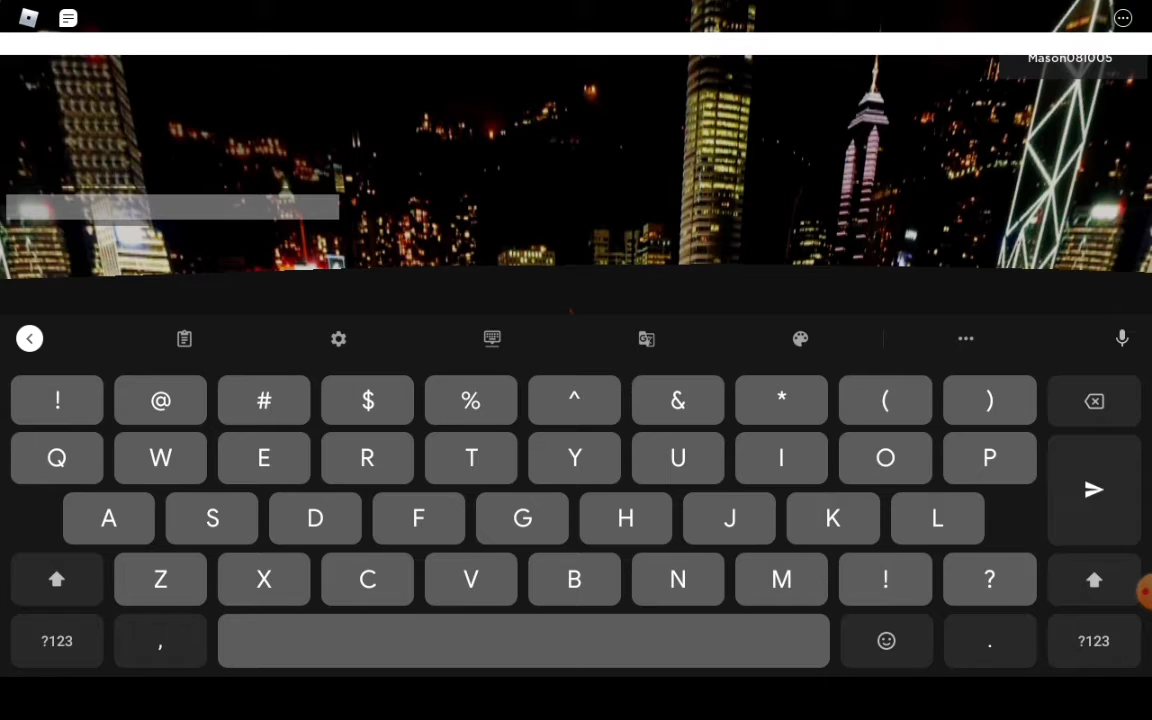 Mason081005
! @ # $ % ^ & * ( )
Q W E R T Y U I O P
A S D F G H J K L
Z X C V B N M ! ?
?123 , . ?123